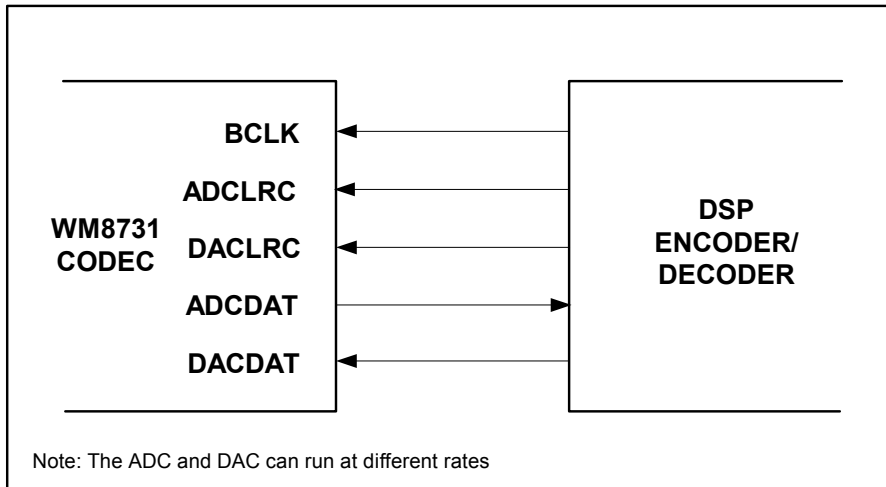 WM8731
CODEC
BCLK
ADCLRC
DACLRC
ADCDAT
DACDAT
DSP
ENCODER/
DECODER
Note: The ADC and DAC can run at different rates